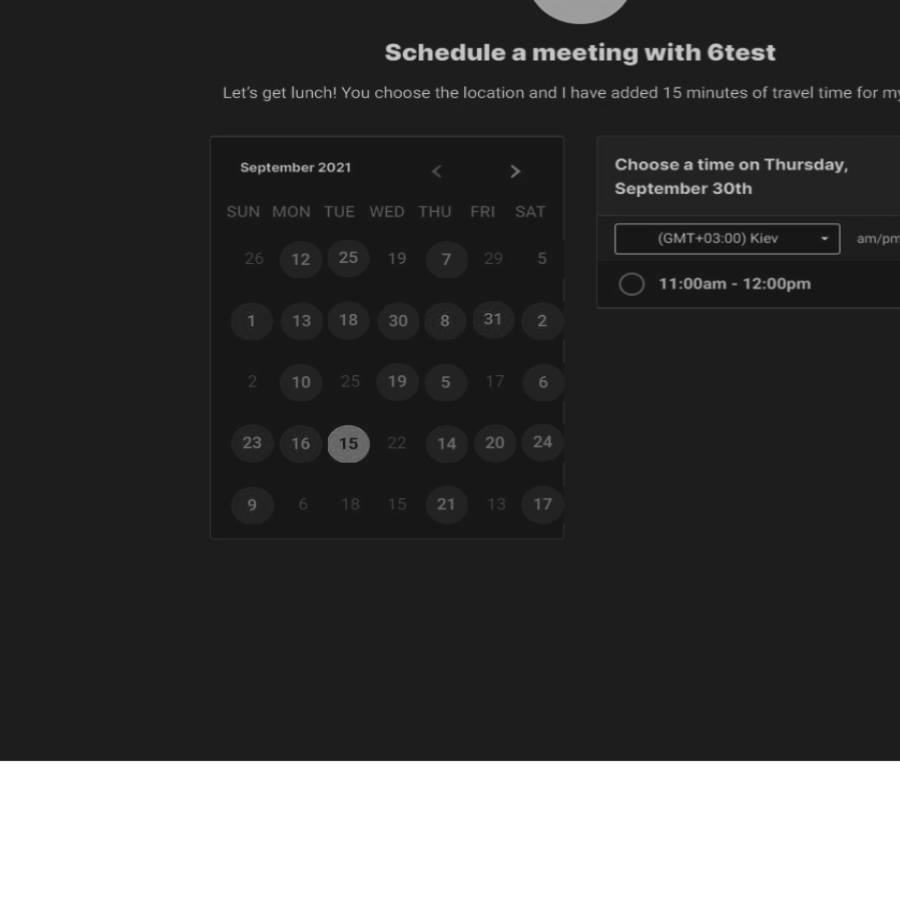 Schedule a meeting with 6test
Let's get lunch! You choose the location and I have added 15 minutes of travel time for my
September 2021
SUN MON TUE WED THU FRI SAT
26 12 25 19 7 29 5
1 13 18 30 8 31 2
2 10 25 19 5 17 6
23 16 15 22 14 20 24
9 6 18 15 21 13 17
Choose a time on Thursday,
September 30th
(GMT+03:00) Kiev am/pm
11:00am - 12:00pm